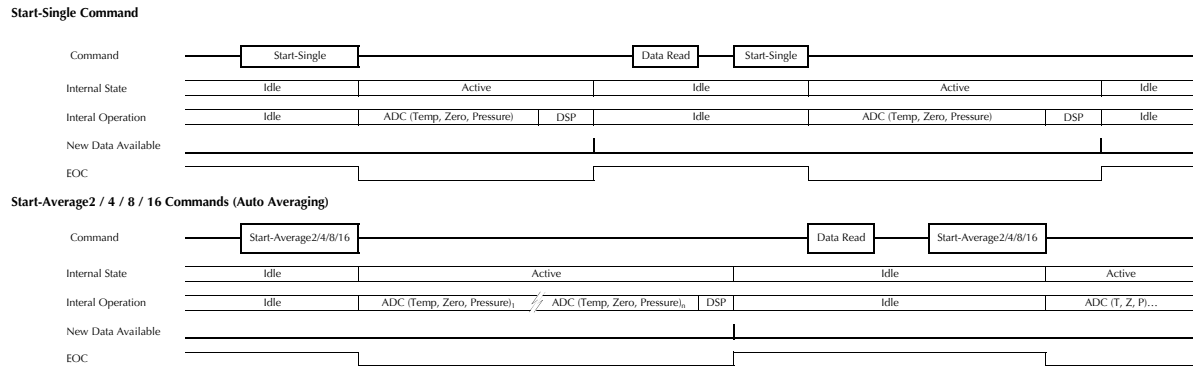 Start-Single Command
Command Start-Single Data Read Start-Single
Internal State Idle Active Idle Active Idle
Interal Operation Idle ADC (Temp, Zero, Pressure) DSP Idle ADC (Temp, Zero, Pressure) DSP Idle
New Data Available
EOC
Start-Average2 / 4 / 8 / 16 Commands (Auto Averaging)
Command Start-Average2/4/8/16 Data Read Start-Average2/4/8/16
Internal State Idle Active Idle Active
Interal Operation Idle ADC (Temp, Zero, Pressure)₁ ADC (Temp, Zero, Pressure)ₙ DSP Idle ADC (T, Z, P)...
New Data Available
EOC